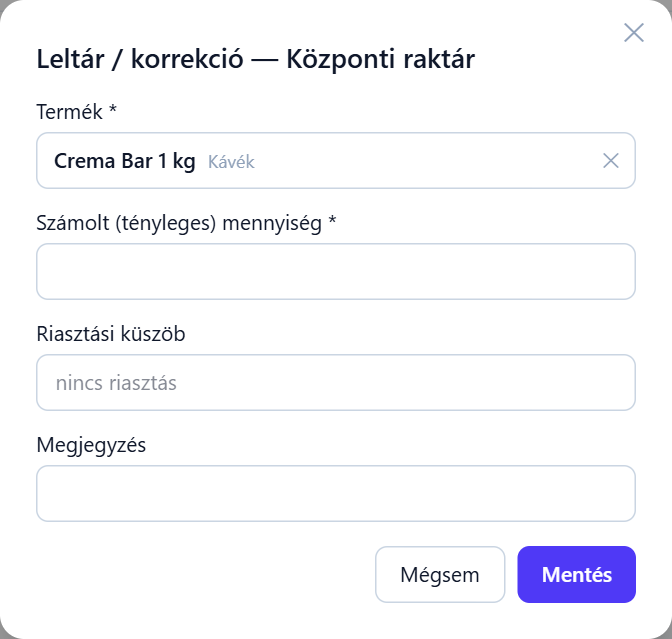 Leltár / korrekció — Központi raktár
Termék *
Crema Bar 1 kg Kávék
Számolt (tényleges) mennyiség *
Riasztási küszöb
nincs riasztás
Megjegyzés
Mégsem Mentés